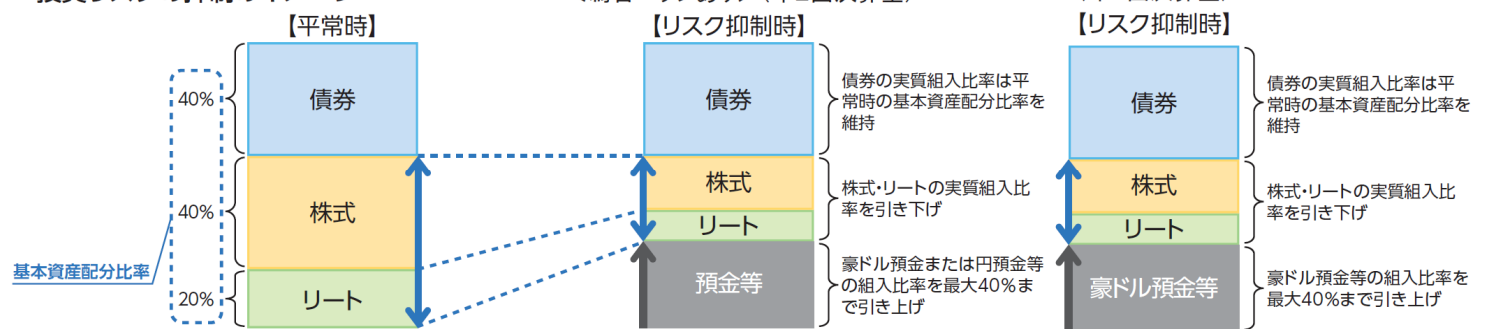 【平常時】
【リスク抑制時】
【リスク抑制時】
基本資産配分比率
40%
40%
20%
債券
株式
リート
債券
株式
リート
預金等
債券の実質組入比率は平
常時の基本資産配分比率を
維持
株式・リートの実質組入比
率を引き下げ
豪ドル預金または円預金等
の組入比率を最大40%ま
で引き上げ
債券
株式
リート
豪ドル預金等
債券の実質組入比率は平
常時の基本資産配分比率を
維持
株式・リートの実質組入比
率を引き下げ
豪ドル預金等の組入比率を
最大40%まで引き上げ